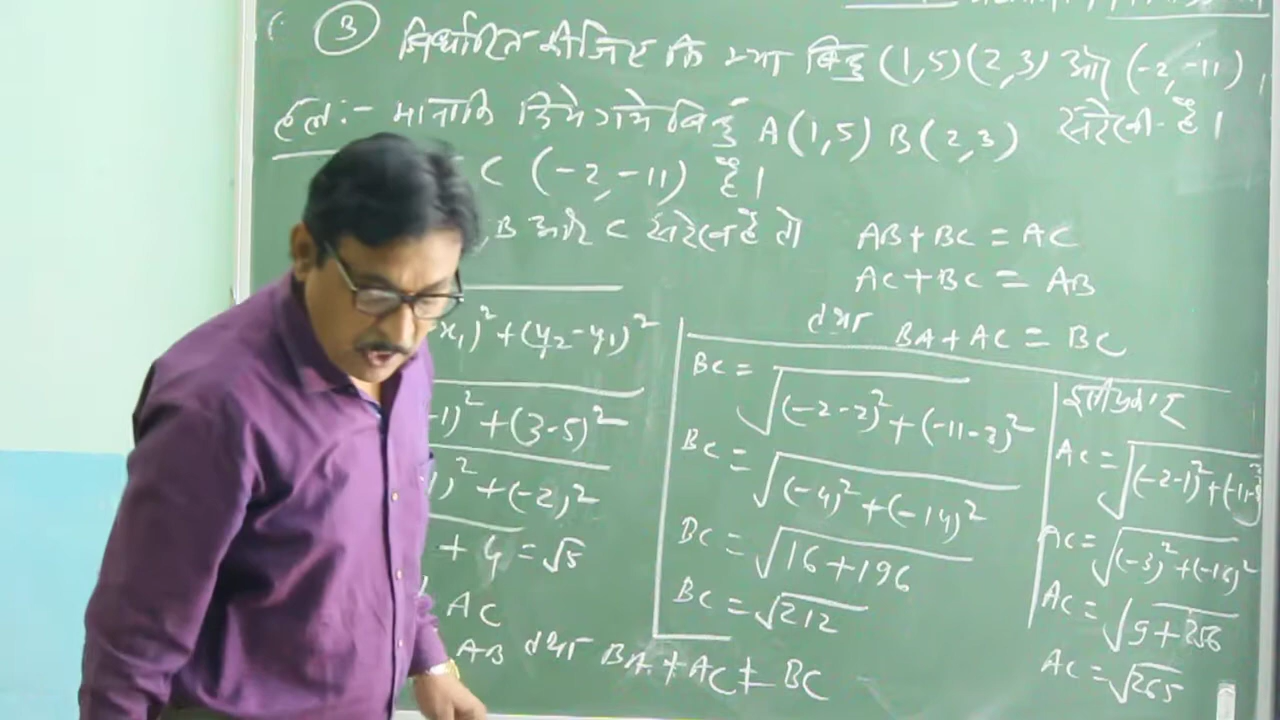 ③ निर्धारित कीजिए कि क्या बिंदु (1,5) (2,3) और (-2,-11)
संरेखी है।
हल:- माना कि दिये गये बिंदु A(1,5) B(2,3)
C (-2,-11) है।
,B और C संरेख है तो
AB+BC = AC
AC+BC = AB
तथा BA+AC = BC
x₁)²+(y₂-y₁)²
-1)²+(3-5)²
)²+(-2)²
+ 4 = √5
AC
AB तथा BA+AC ≠ BC
BC = √(-2-2)²+(-11-3)²
BC = √(-4)²+(-14)²
BC = √16+196
BC = √212
इसीप्रकार
AC = √(-2-1)²+(-11-5)²
AC = √(-3)²+(-16)²
AC = √9+256
AC = √265